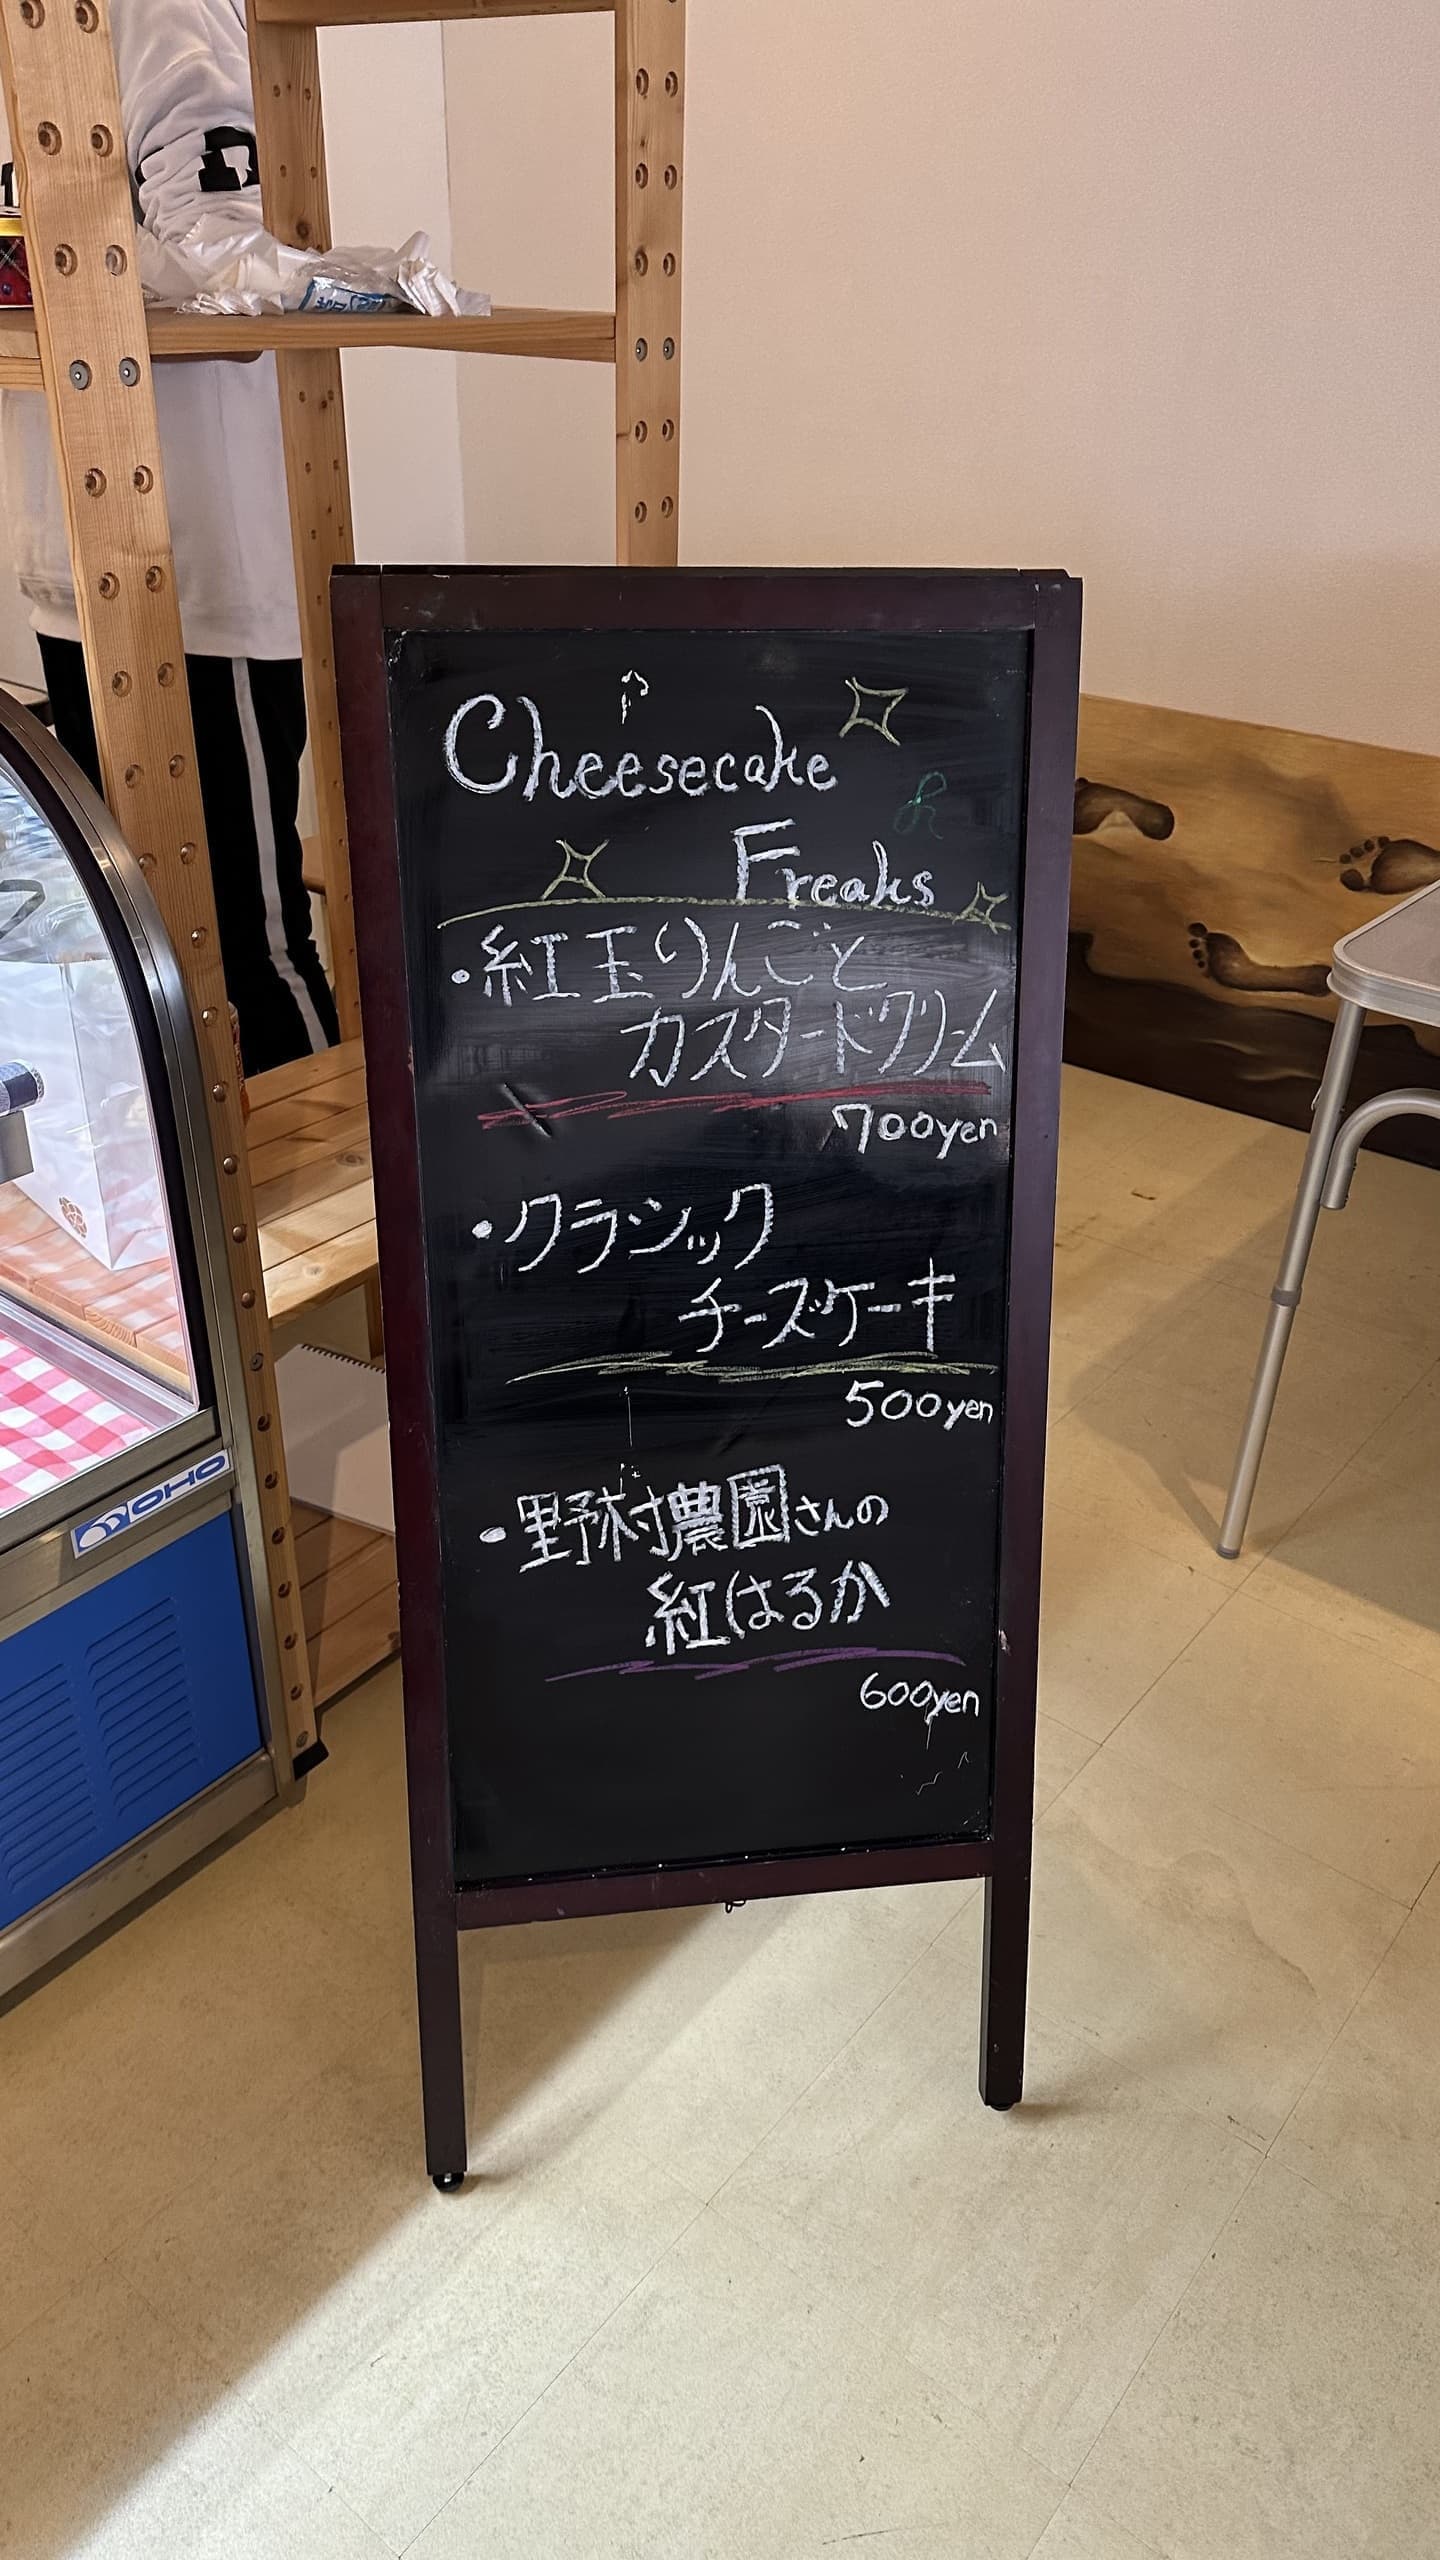 Cheesecake
Freaks
・紅玉りんごと
カスタードクリーム
700yen
・クラシック
チーズケーキ
500yen
・野村農園さんの
紅はるか
600yen
OHO